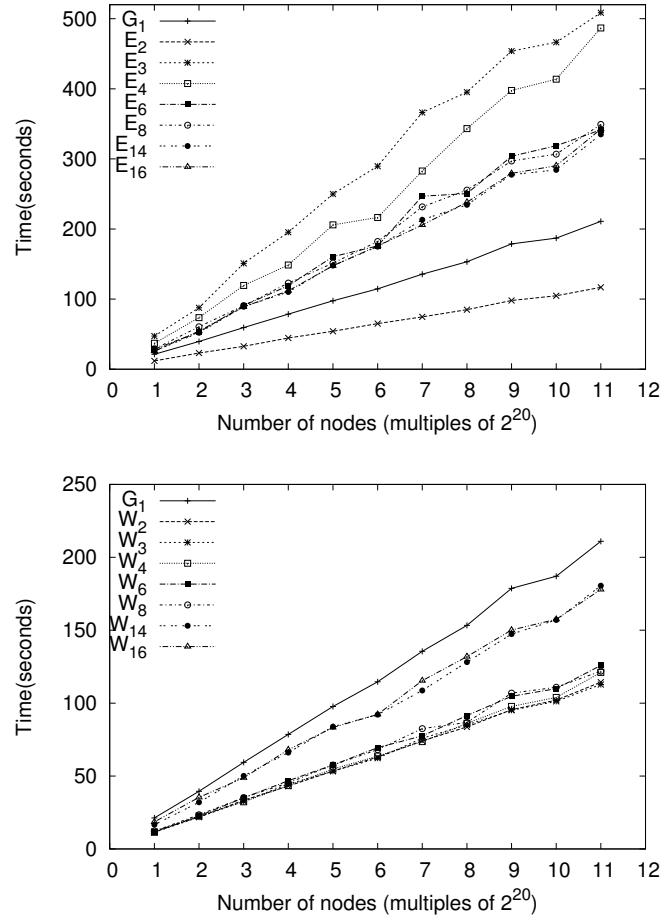 500
400
300
200
100
0
Time(seconds)
G1
E2
E3
E4
E6
E8
E14
E16
0 1 2 3 4 5 6 7 8 9 10 11 12
Number of nodes (multiples of 2^20)
250
200
150
100
50
0
Time(seconds)
G1
W2
W3
W4
W6
W8
W14
W16
0 1 2 3 4 5 6 7 8 9 10 11 12
Number of nodes (multiples of 2^20)